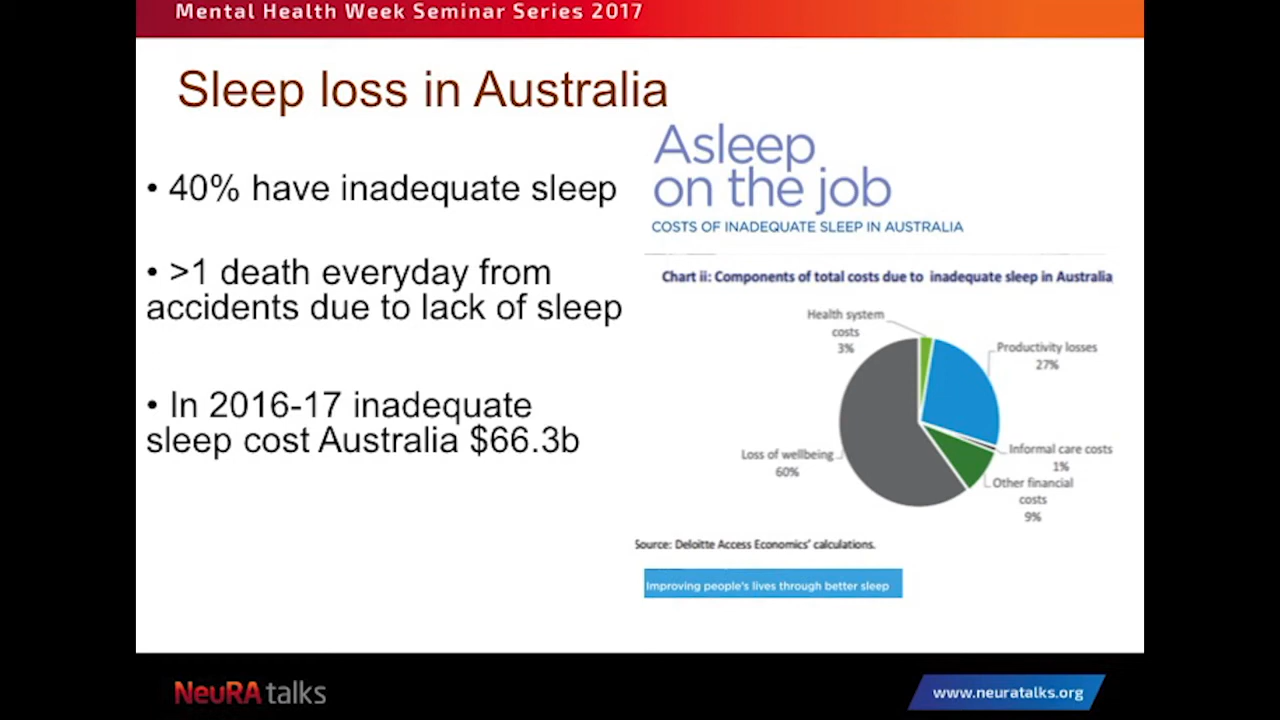 Mental Health Week Seminar Series 2017
Sleep loss in Australia
• 40% have inadequate sleep
• >1 death everyday from
accidents due to lack of sleep
• In 2016-17 inadequate
sleep cost Australia $66.3b
Asleep
on the job
COSTS OF INADEQUATE SLEEP IN AUSTRALIA
Chart ii: Components of total costs due to inadequate sleep in Australia
Health system
costs
3%
Productivity losses
27%
Informal care costs
1%
Other financial
costs
9%
Loss of wellbeing
60%
Source: Deloitte Access Economics' calculations.
Improving people's lives through better sleep
NeuRA talks
www.neuratalks.org